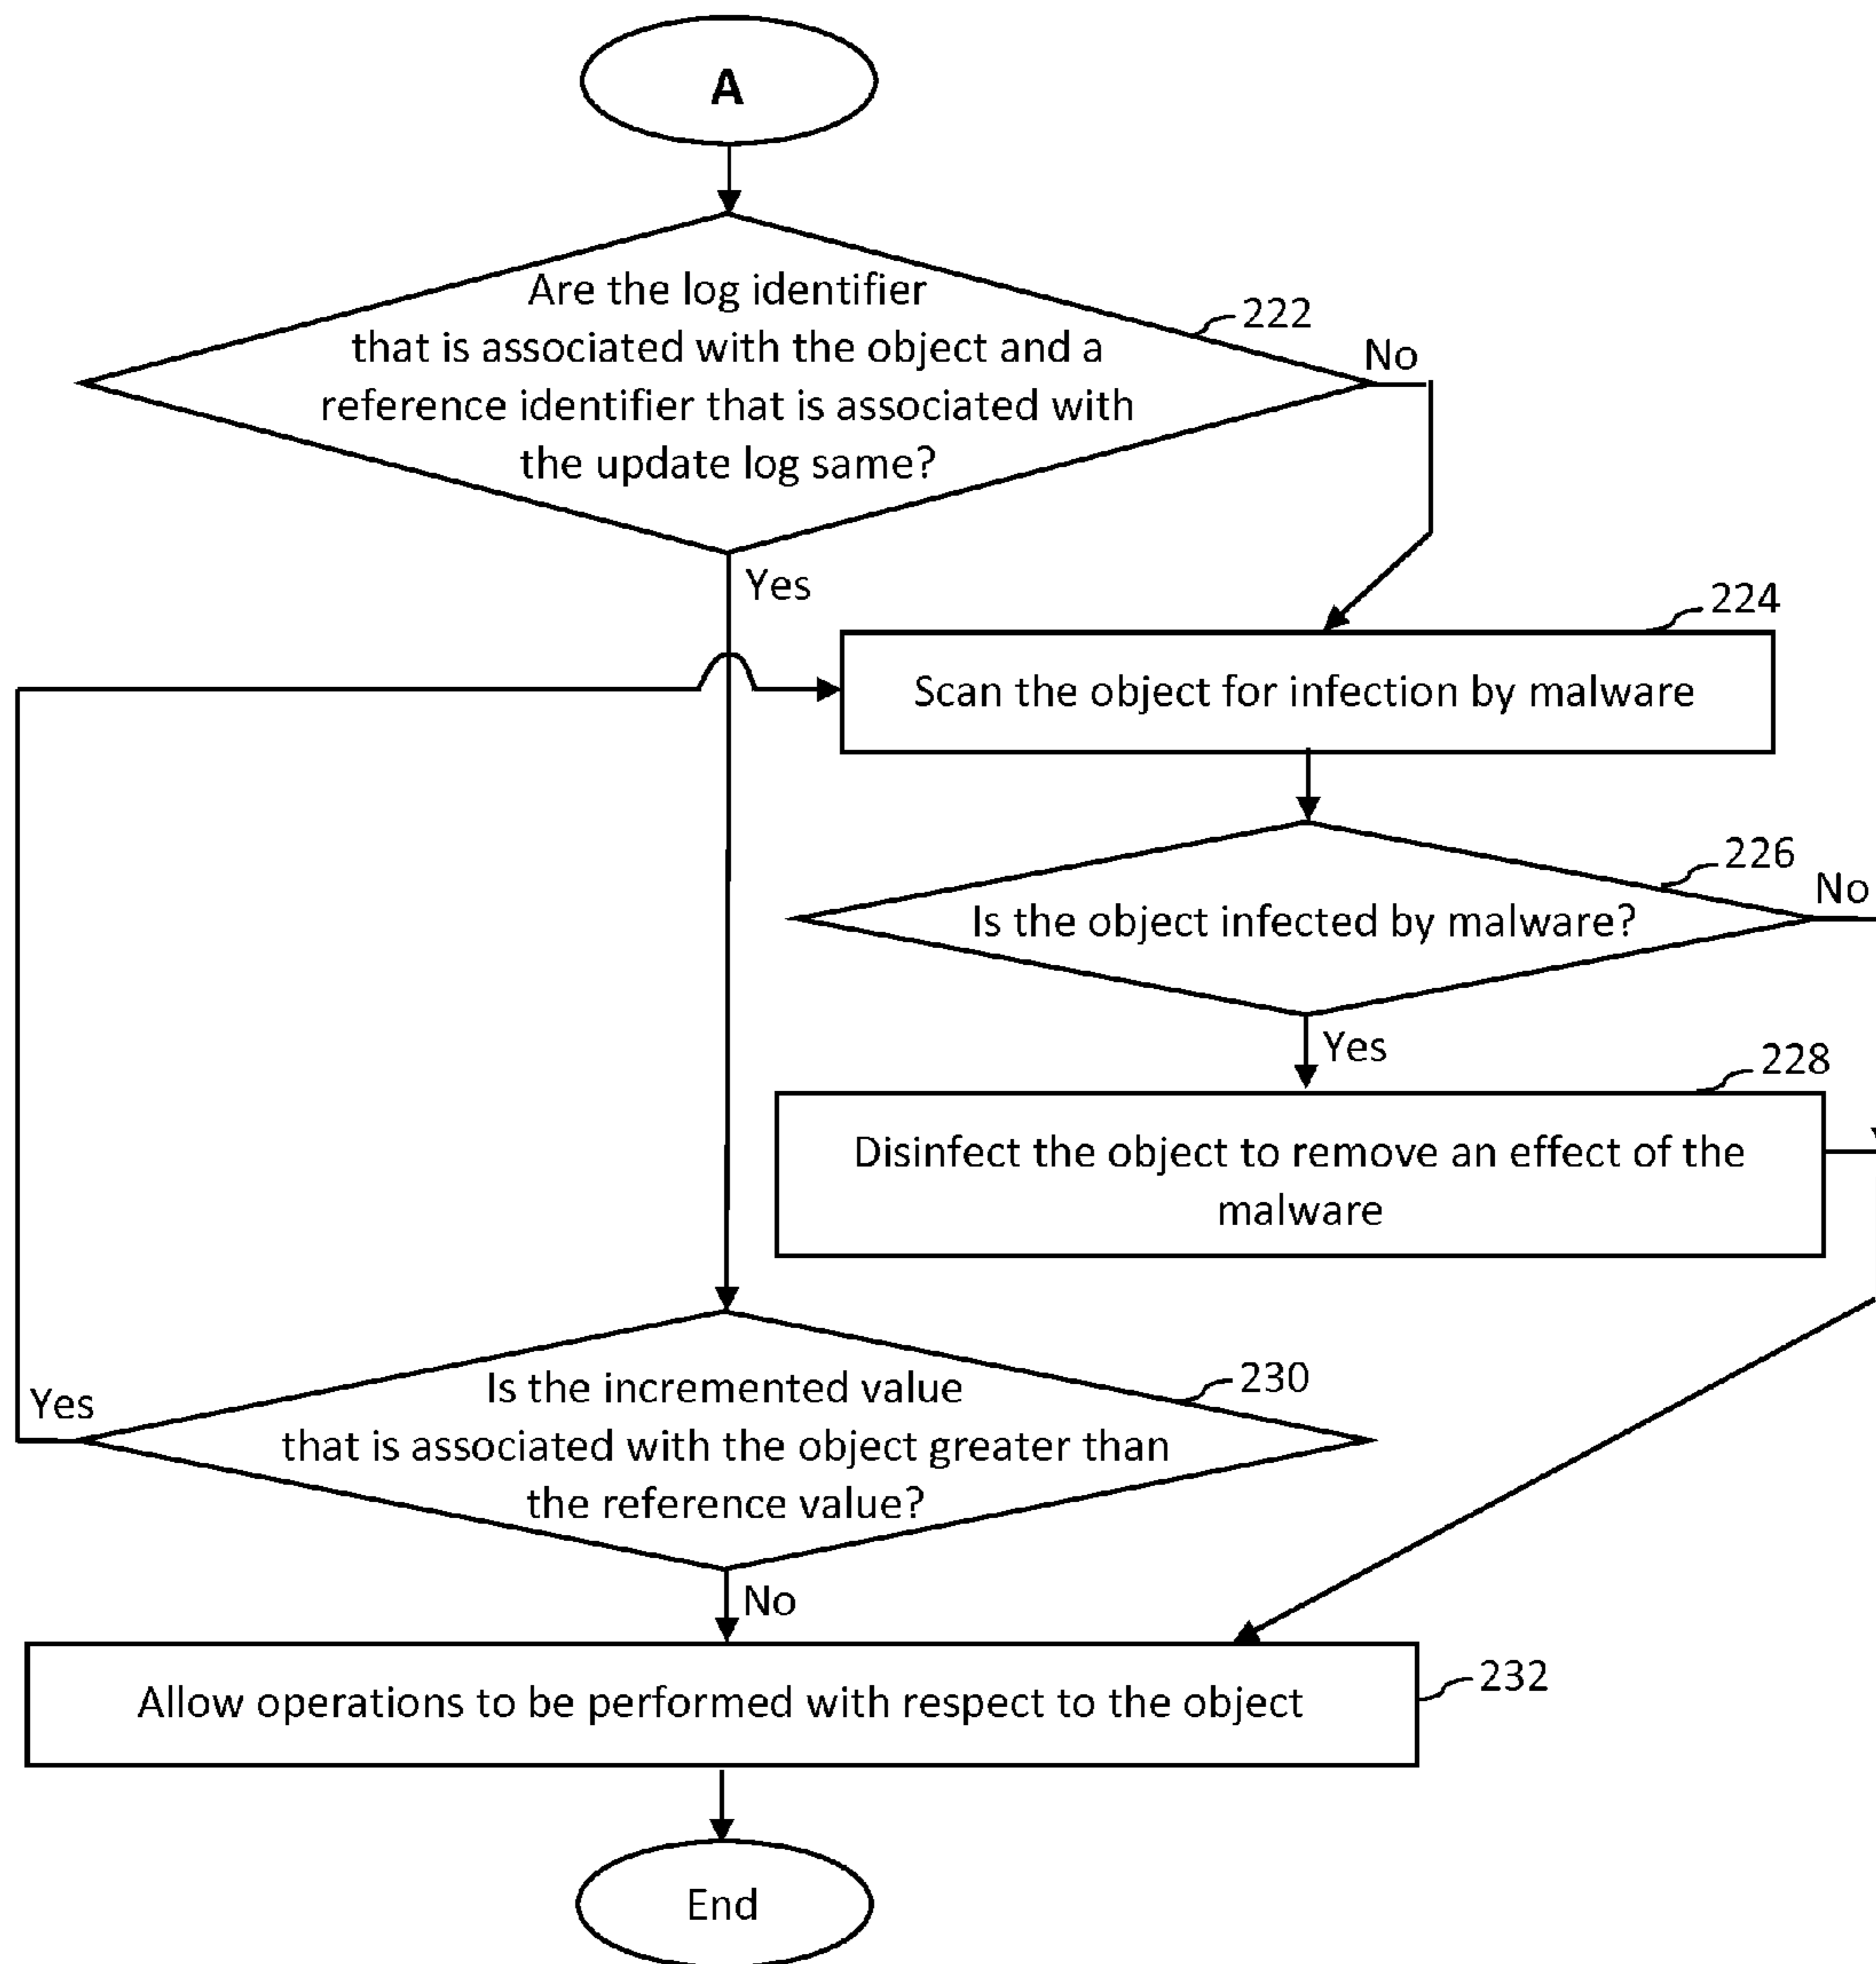 A
Are the log identifier
that is associated with the object and a
reference identifier that is associated with
the update log same?
222
No
Yes
224
Scan the object for infection by malware
226
No
Is the object infected by malware?
Yes
228
Disinfect the object to remove an effect of the
malware
Is the incremented value
that is associated with the object greater than
the reference value?
230
Yes
No
Allow operations to be performed with respect to the object
232
End